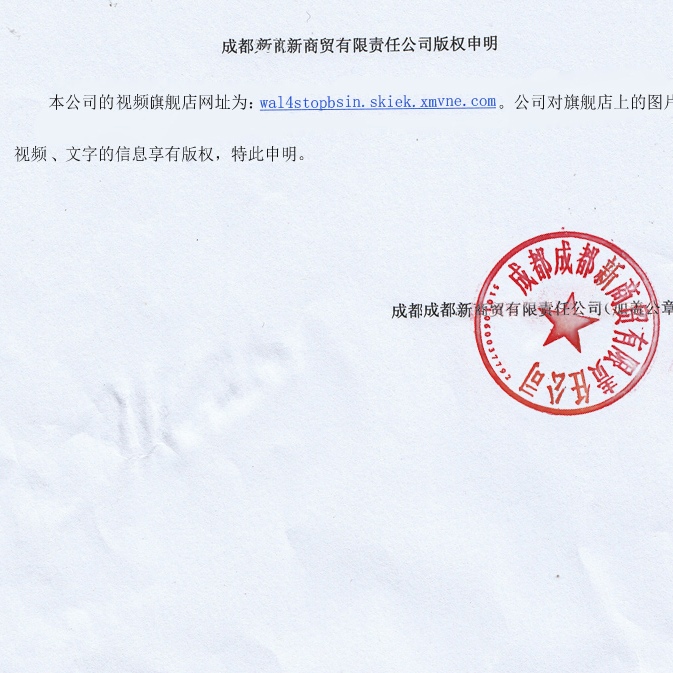 成都 新商贸有限责任公司版权申明
本公司的视频旗舰店网址为：wal4stopbsin.skiek.xmvne.com。公司对旗舰店上的图片
视频、文字的信息享有版权，特此申明。
成都成都新商贸有限责任公司
成都成都新商贸有限责任公司（加盖公章